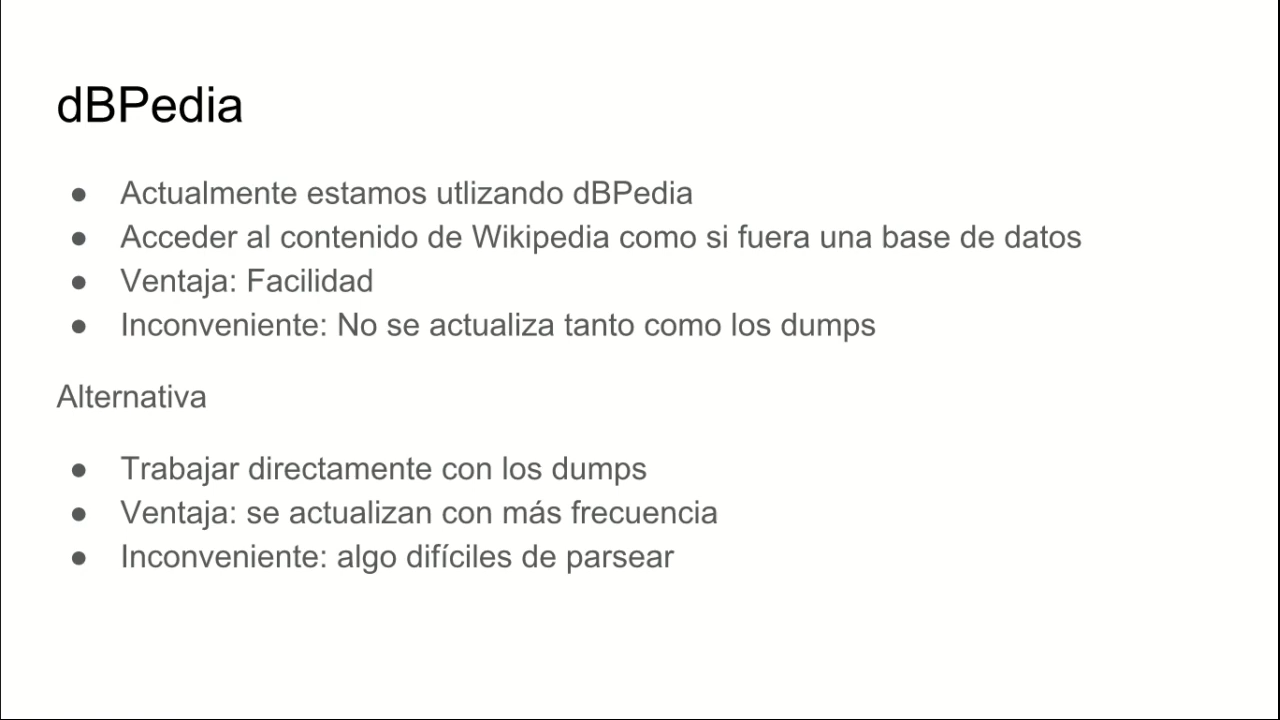 dBPedia
● Actualmente estamos utlizando dBPedia
● Acceder al contenido de Wikipedia como si fuera una base de datos
● Ventaja: Facilidad
● Inconveniente: No se actualiza tanto como los dumps
Alternativa
● Trabajar directamente con los dumps
● Ventaja: se actualizan con más frecuencia
● Inconveniente: algo difíciles de parsear